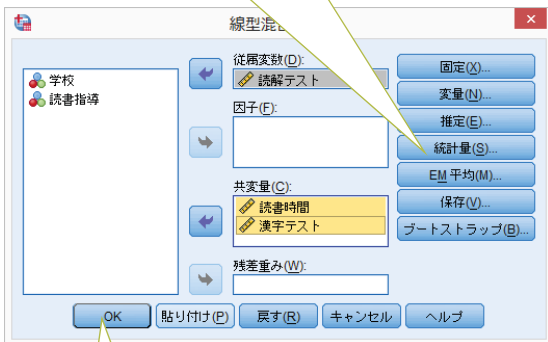 線型混
従属変数(D):
読解テスト
学校
読書指導
因子(F):
共変量(C):
読書時間
漢字テスト
残差重み(W):
固定(X)...
変量(N)...
推定(E)...
統計量(S)...
EM 平均(M)...
保存(V)...
ブートストラップ(B)...
OK 貼り付け(P) 戻す(R) キャンセル ヘルプ